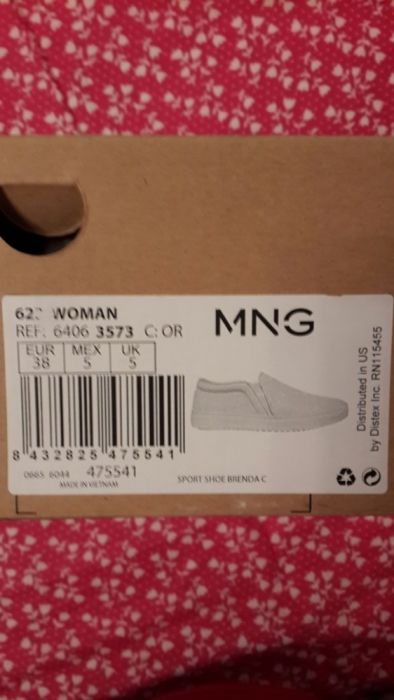 WOMAN
MNG
REF: 6406 3573 C: OR
EUR MEX UK
38 5 5
8 432825 475541
0665 6044 475541
MADE IN VIETNAM
SPORT SHOE BRENDA C
Distributed in US
by Distex Inc. RN115455